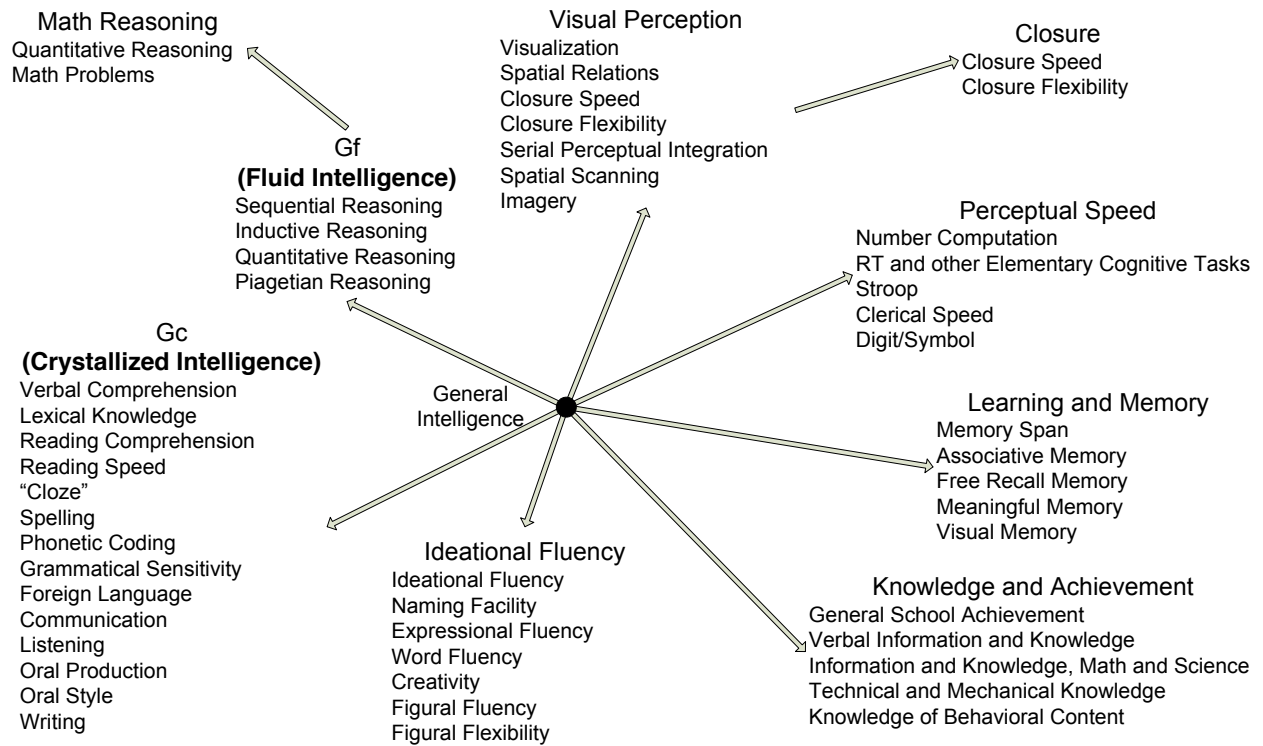 Math Reasoning
Quantitative Reasoning
Math Problems
Visual Perception
Visualization
Spatial Relations
Closure Speed
Closure Flexibility
Serial Perceptual Integration
Spatial Scanning
Imagery
Closure
Closure Speed
Closure Flexibility
Gf
(Fluid Intelligence)
Sequential Reasoning
Inductive Reasoning
Quantitative Reasoning
Piagetian Reasoning
Perceptual Speed
Number Computation
RT and other Elementary Cognitive Tasks
Stroop
Clerical Speed
Digit/Symbol
Gc
(Crystallized Intelligence)
Verbal Comprehension
Lexical Knowledge
Reading Comprehension
Reading Speed
“Cloze”
Spelling
Phonetic Coding
Grammatical Sensitivity
Foreign Language
Communication
Listening
Oral Production
Oral Style
Writing
General
Intelligence
Learning and Memory
Memory Span
Associative Memory
Free Recall Memory
Meaningful Memory
Visual Memory
Ideational Fluency
Ideational Fluency
Naming Facility
Expressional Fluency
Word Fluency
Creativity
Figural Fluency
Figural Flexibility
Knowledge and Achievement
General School Achievement
Verbal Information and Knowledge
Information and Knowledge, Math and Science
Technical and Mechanical Knowledge
Knowledge of Behavioral Content